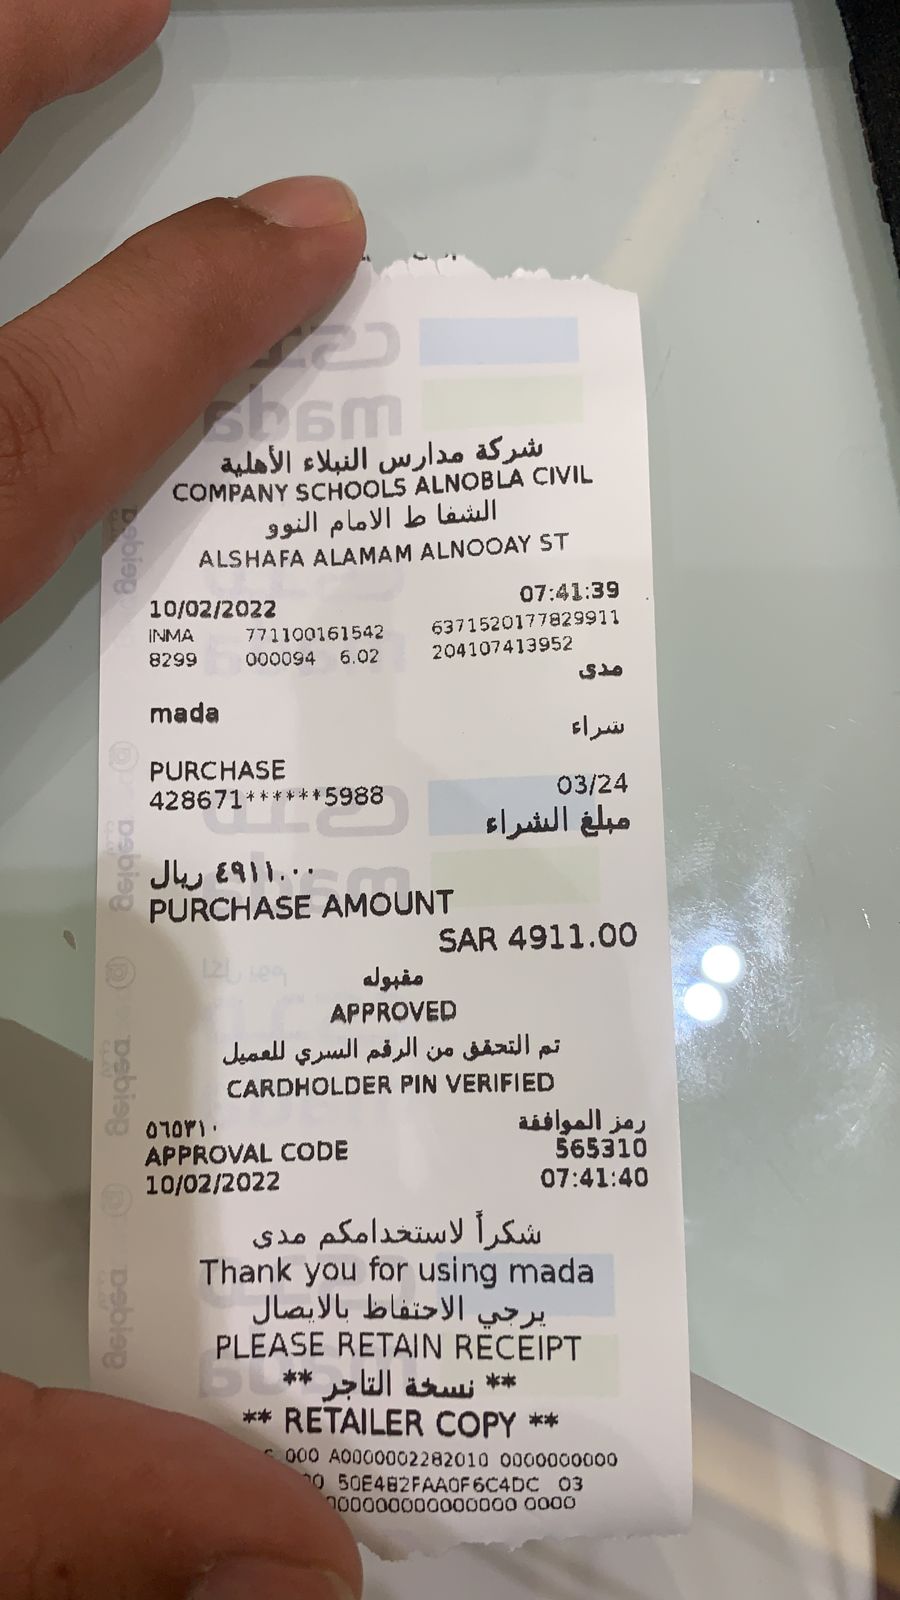 شركة مدارس النبلاء الأهلية
COMPANY SCHOOLS ALNOBLA CIVIL
الشفا ط الامام النوو
ALSHAFA ALAMAM ALNOOAY ST
10/02/2022 07:41:39
INMA 771100161542 6371520177829911
8299 000094 6.02 204107413952
مدى
mada
شراء
PURCHASE
428671******5988 03/24
مبلغ الشراء
٤٩١١.٠٠ ريال
PURCHASE AMOUNT
SAR 4911.00
مقبوله
APPROVED
تم التحقق من الرقم السري للعميل
CARDHOLDER PIN VERIFIED
رمز الموافقة ٥٦٥٣١٠
APPROVAL CODE 565310
10/02/2022 07:41:40
شكراً لاستخدامكم مدى
Thank you for using mada
يرجي الاحتفاظ بالايصال
PLEASE RETAIN RECEIPT
** نسخة التاجر **
** RETAILER COPY **
000 A0000002282010 0000000000
50E4B2FAA0F6C4DC 03
0000